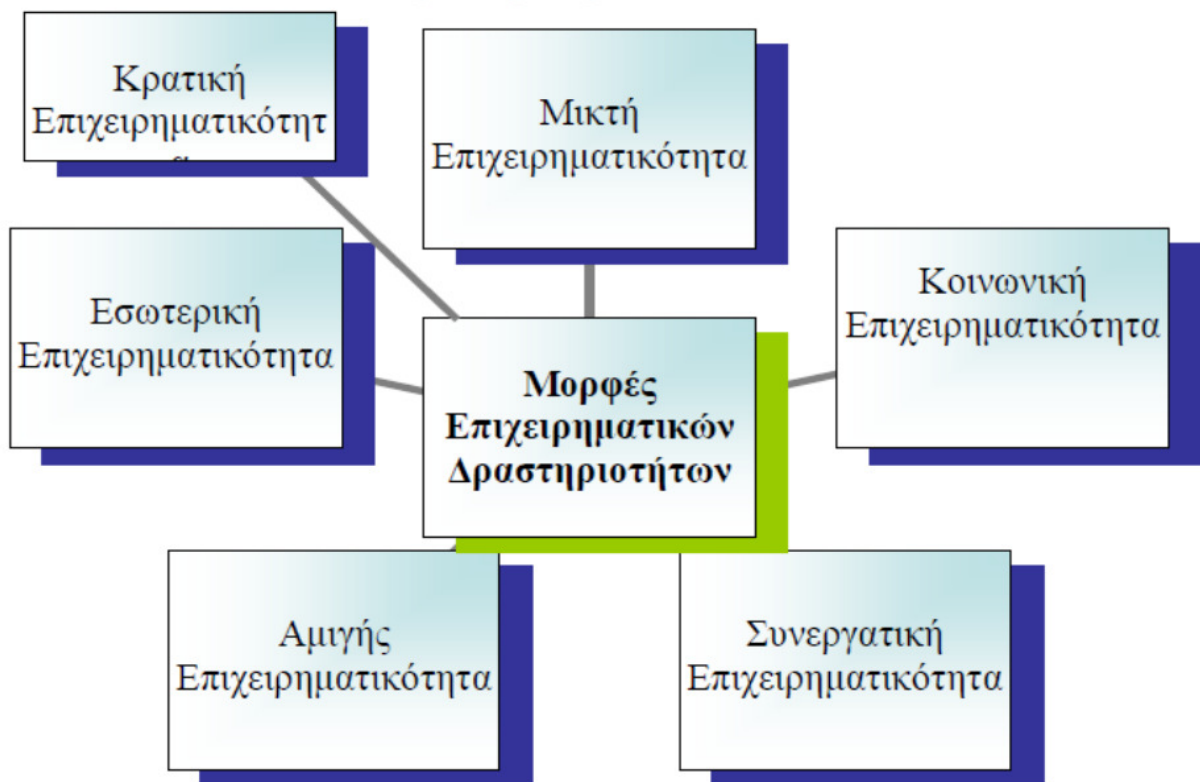 Κρατική
Επιχειρηματικότητ
α
Μικτή
Επιχειρηματικότητα
Εσωτερική
Επιχειρηματικότητα
Κοινωνική
Επιχειρηματικότητα
Μορφές
Επιχειρηματικών
Δραστηριοτήτων
Αμιγής
Επιχειρηματικότητα
Συνεργατική
Επιχειρηματικότητα